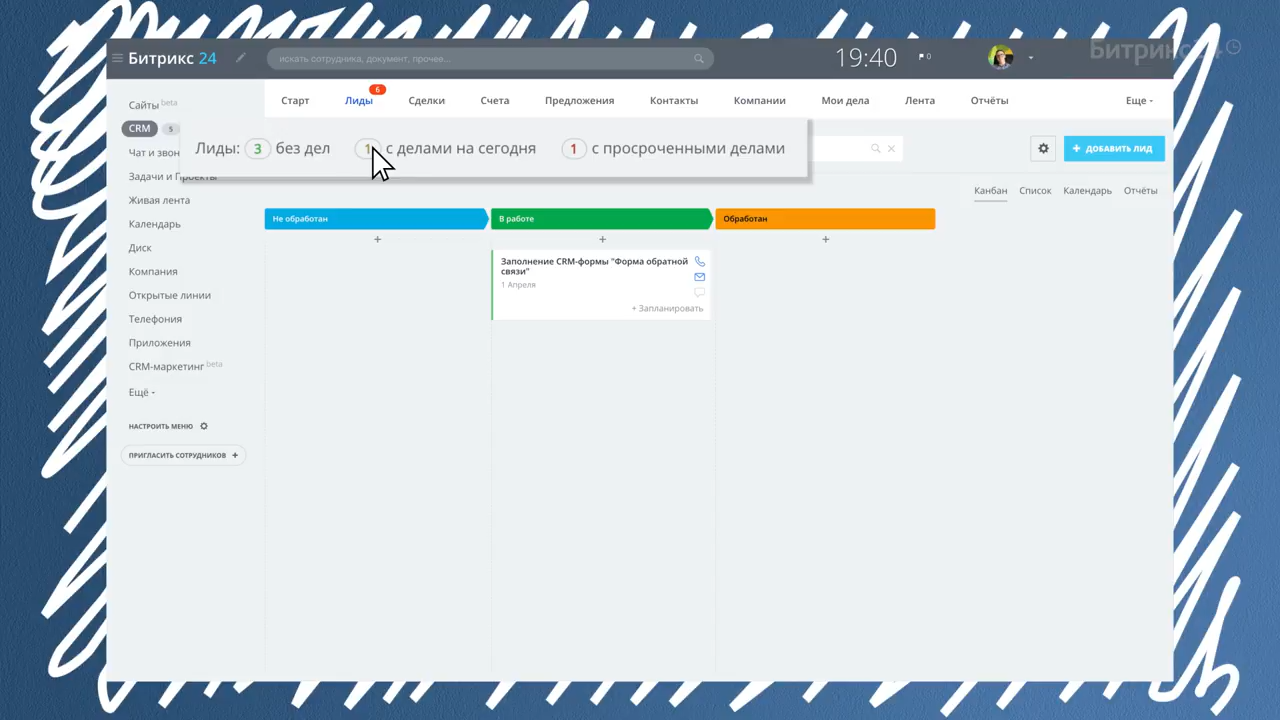 Битрикс 24
искать сотрудника, документ, прочее...
19:40
0
Битрикс24
Сайты beta
CRM 5
Чат и звон
Задачи и Проекты
Живая лента
Календарь
Диск
Компания
Открытые линии
Телефония
Приложения
CRM-маркетинг beta
Ещё
НАСТРОИТЬ МЕНЮ
ПРИГЛАСИТЬ СОТРУДНИКОВ +
Старт Лиды 6 Сделки Счета Предложения Контакты Компании Мои дела Лента Отчёты Еще
Лиды: 3 без дел 1 с делами на сегодня 1 с просроченными делами
+ ДОБАВИТЬ ЛИД
Канбан Список Календарь Отчёты
Не обработан В работе Обработан
+ + +
Заполнение CRM-формы "Форма обратной
связи"
1 Апреля
+ Запланировать